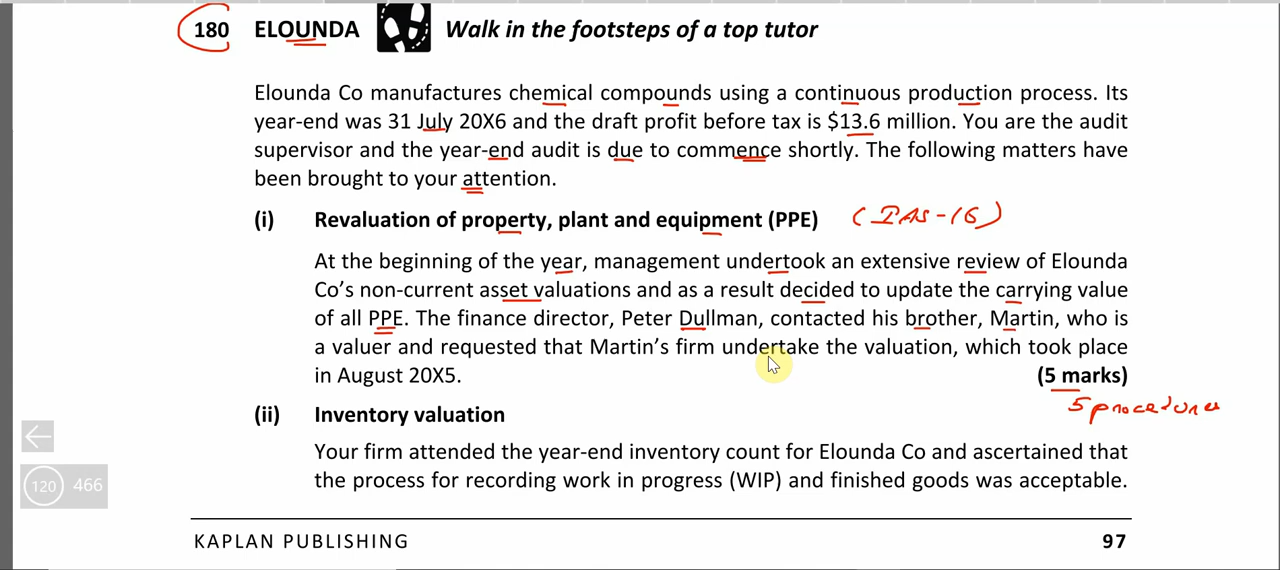 180 ELOUNDA Walk in the footsteps of a top tutor
Elounda Co manufactures chemical compounds using a continuous production process. Its
year-end was 31 July 20X6 and the draft profit before tax is $13.6 million. You are the audit
supervisor and the year-end audit is due to commence shortly. The following matters have
been brought to your attention.
(i) Revaluation of property, plant and equipment (PPE) (IAS-16)
At the beginning of the year, management undertook an extensive review of Elounda
Co's non-current asset valuations and as a result decided to update the carrying value
of all PPE. The finance director, Peter Dullman, contacted his brother, Martin, who is
a valuer and requested that Martin's firm undertake the valuation, which took place
in August 20X5. (5 marks)
5 procedures
(ii) Inventory valuation
Your firm attended the year-end inventory count for Elounda Co and ascertained that
the process for recording work in progress (WIP) and finished goods was acceptable.
120 466
KAPLAN PUBLISHING 97